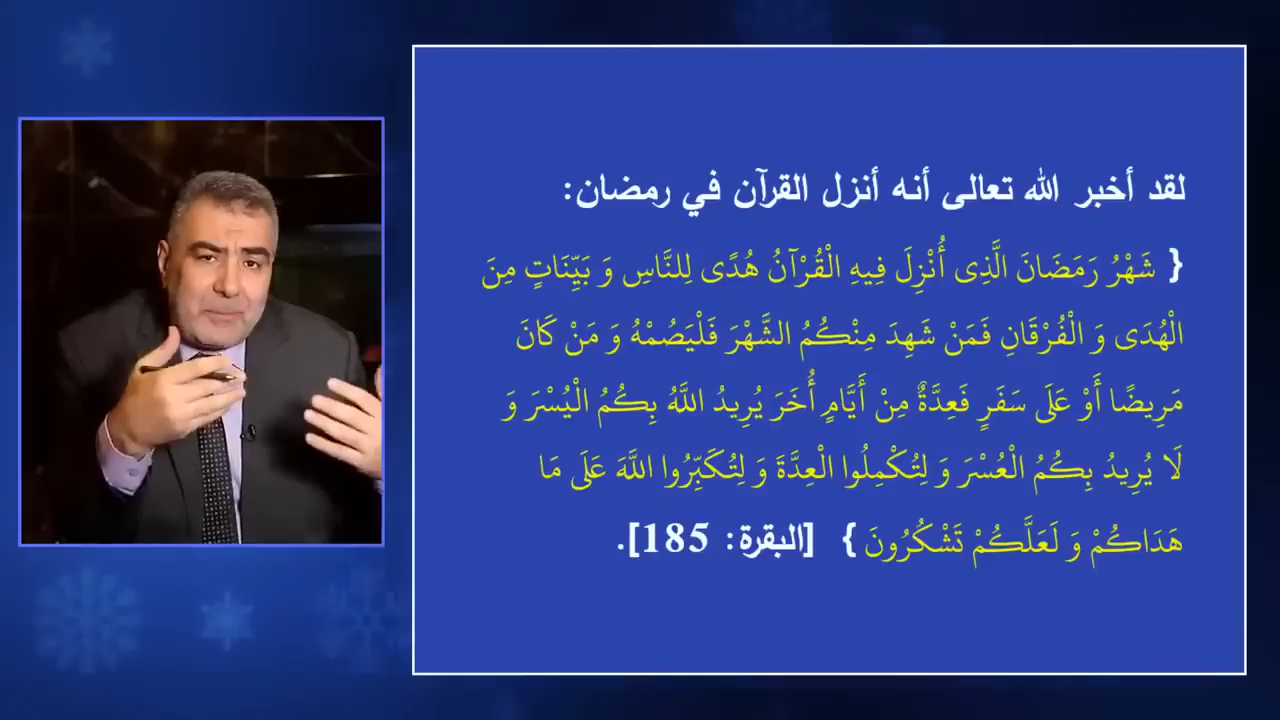 لقد أخبر الله تعالى أنه أنزل القرآن في رمضان:
{ شَهْرُ رَمَضَانَ الَّذِى أُنْزِلَ فِيهِ الْقُرْآنُ هُدًى لِلنَّاسِ وَ بَيِّنَاتٍ مِنَ
الْهُدَى وَ الْفُرْقَانِ فَمَنْ شَهِدَ مِنْكُمُ الشَّهْرَ فَلْيَصُمْهُ وَ مَنْ كَانَ
مَرِيضًا أَوْ عَلَى سَفَرٍ فَعِدَّةٌ مِنْ أَيَّامٍ أُخَرَ يُرِيدُ اللَّهُ بِكُمُ الْيُسْرَ وَ
لَا يُرِيدُ بِكُمُ الْعُسْرَ وَ لِتُكْمِلُوا الْعِدَّةَ وَ لِتُكَبِّرُوا اللَّهَ عَلَى مَا
هَدَاكُمْ وَ لَعَلَّكُمْ تَشْكُرُونَ } [البقرة: 185].